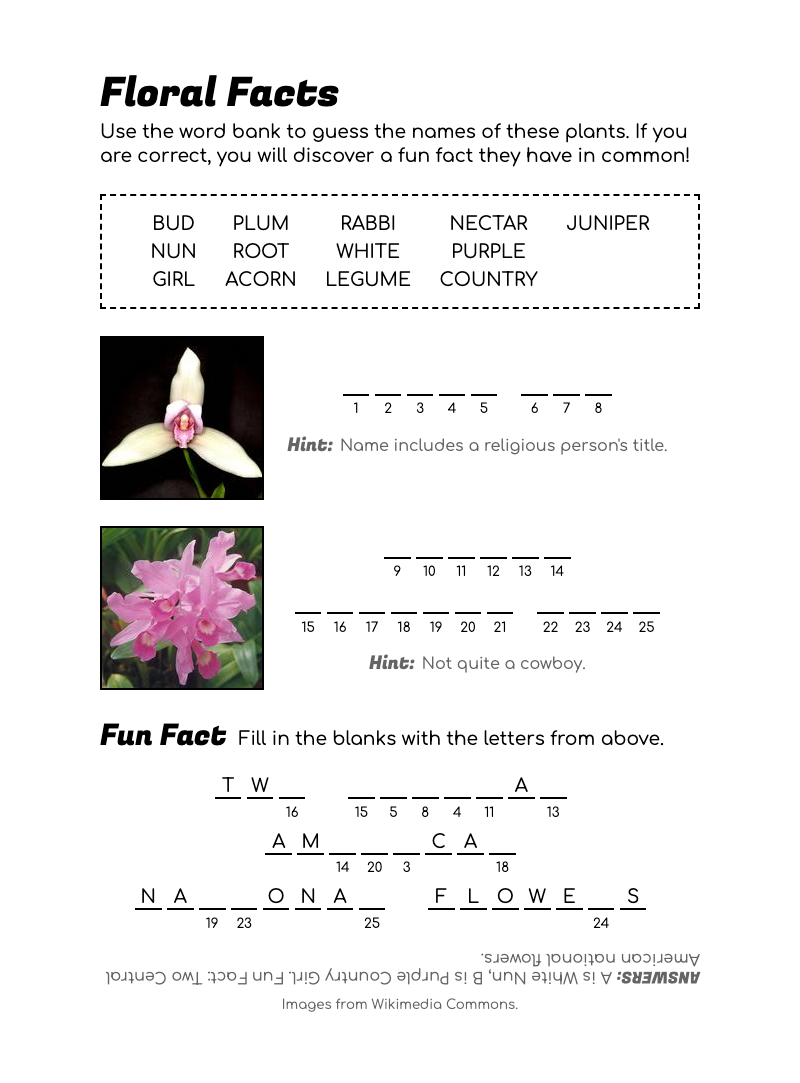 Floral Facts
Use the word bank to guess the names of these plants. If you
are correct, you will discover a fun fact they have in common!
BUD PLUM RABBI NECTAR JUNIPER
NUN ROOT WHITE PURPLE
GIRL ACORN LEGUME COUNTRY
1 2 3 4 5 6 7 8
Hint: Name includes a religious person's title.
9 10 11 12 13 14
15 16 17 18 19 20 21 22 23 24 25
Hint: Not quite a cowboy.
Fun Fact Fill in the blanks with the letters from above.
T W _ _ _ _ _ _ A _
16 15 5 8 4 11 13
A M _ _ _ C A _
14 20 3 18
N A _ _ O N A _ F L O W E _ S
19 23 25 24
ANSWERS: A is White Nun, B is Purple Country Girl. Fun Fact: Two Central
American national flowers.
Images from Wikimedia Commons.